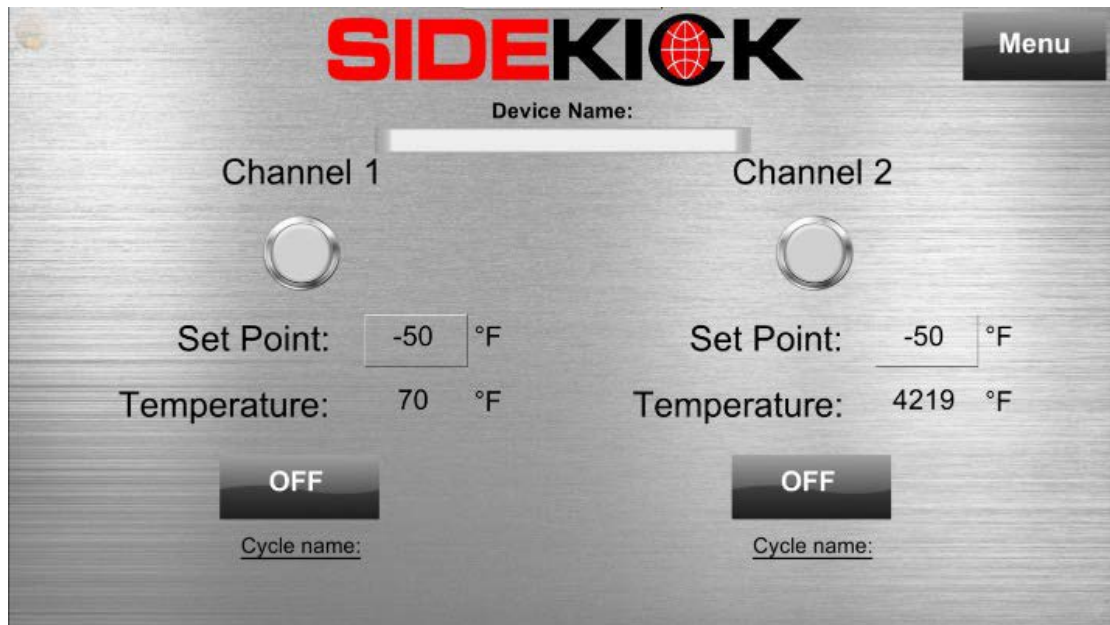 SIDEKICK
Menu
Device Name:
Channel 1
Channel 2
Set Point: -50 °F
Set Point: -50 °F
Temperature: 70 °F
Temperature: 4219 °F
OFF
OFF
Cycle name:
Cycle name: